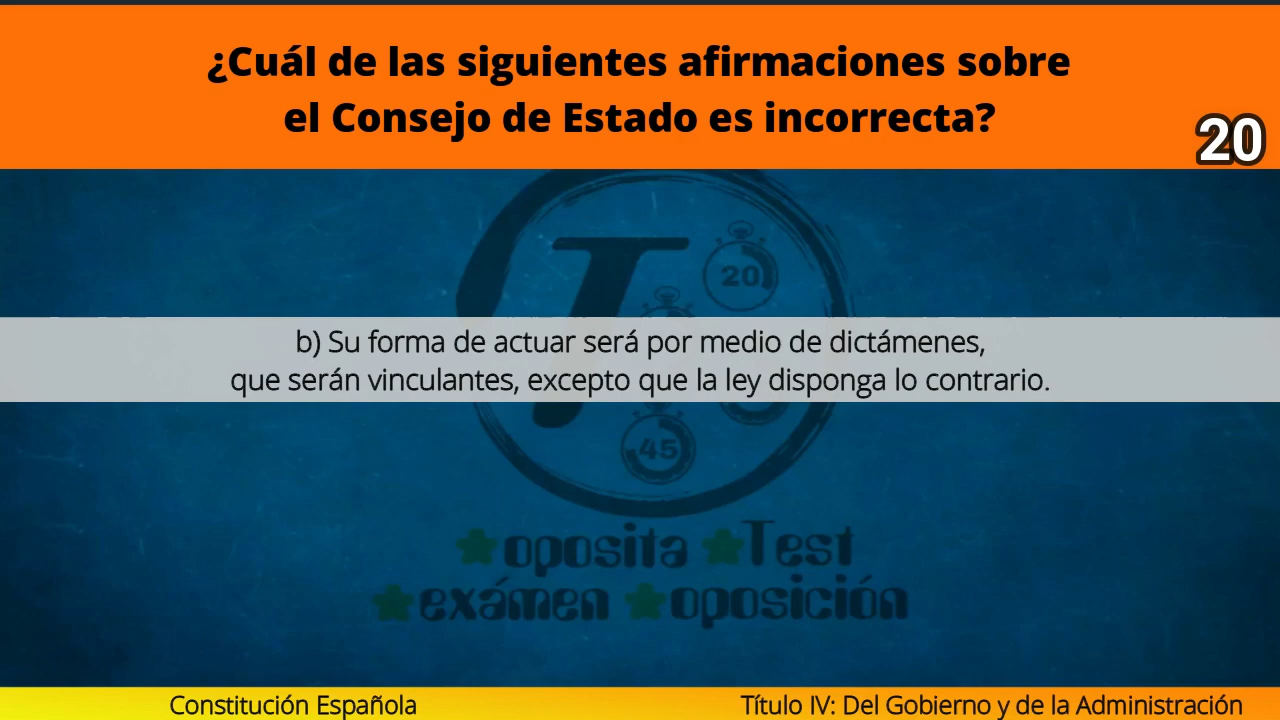 ¿Cuál de las siguientes afirmaciones sobre
el Consejo de Estado es incorrecta?
20
20
b) Su forma de actuar será por medio de dictámenes,
que serán vinculantes, excepto que la ley disponga lo contrario.
45
oposita Test
exámen oposición
Constitución Española
Título IV: Del Gobierno y de la Administración